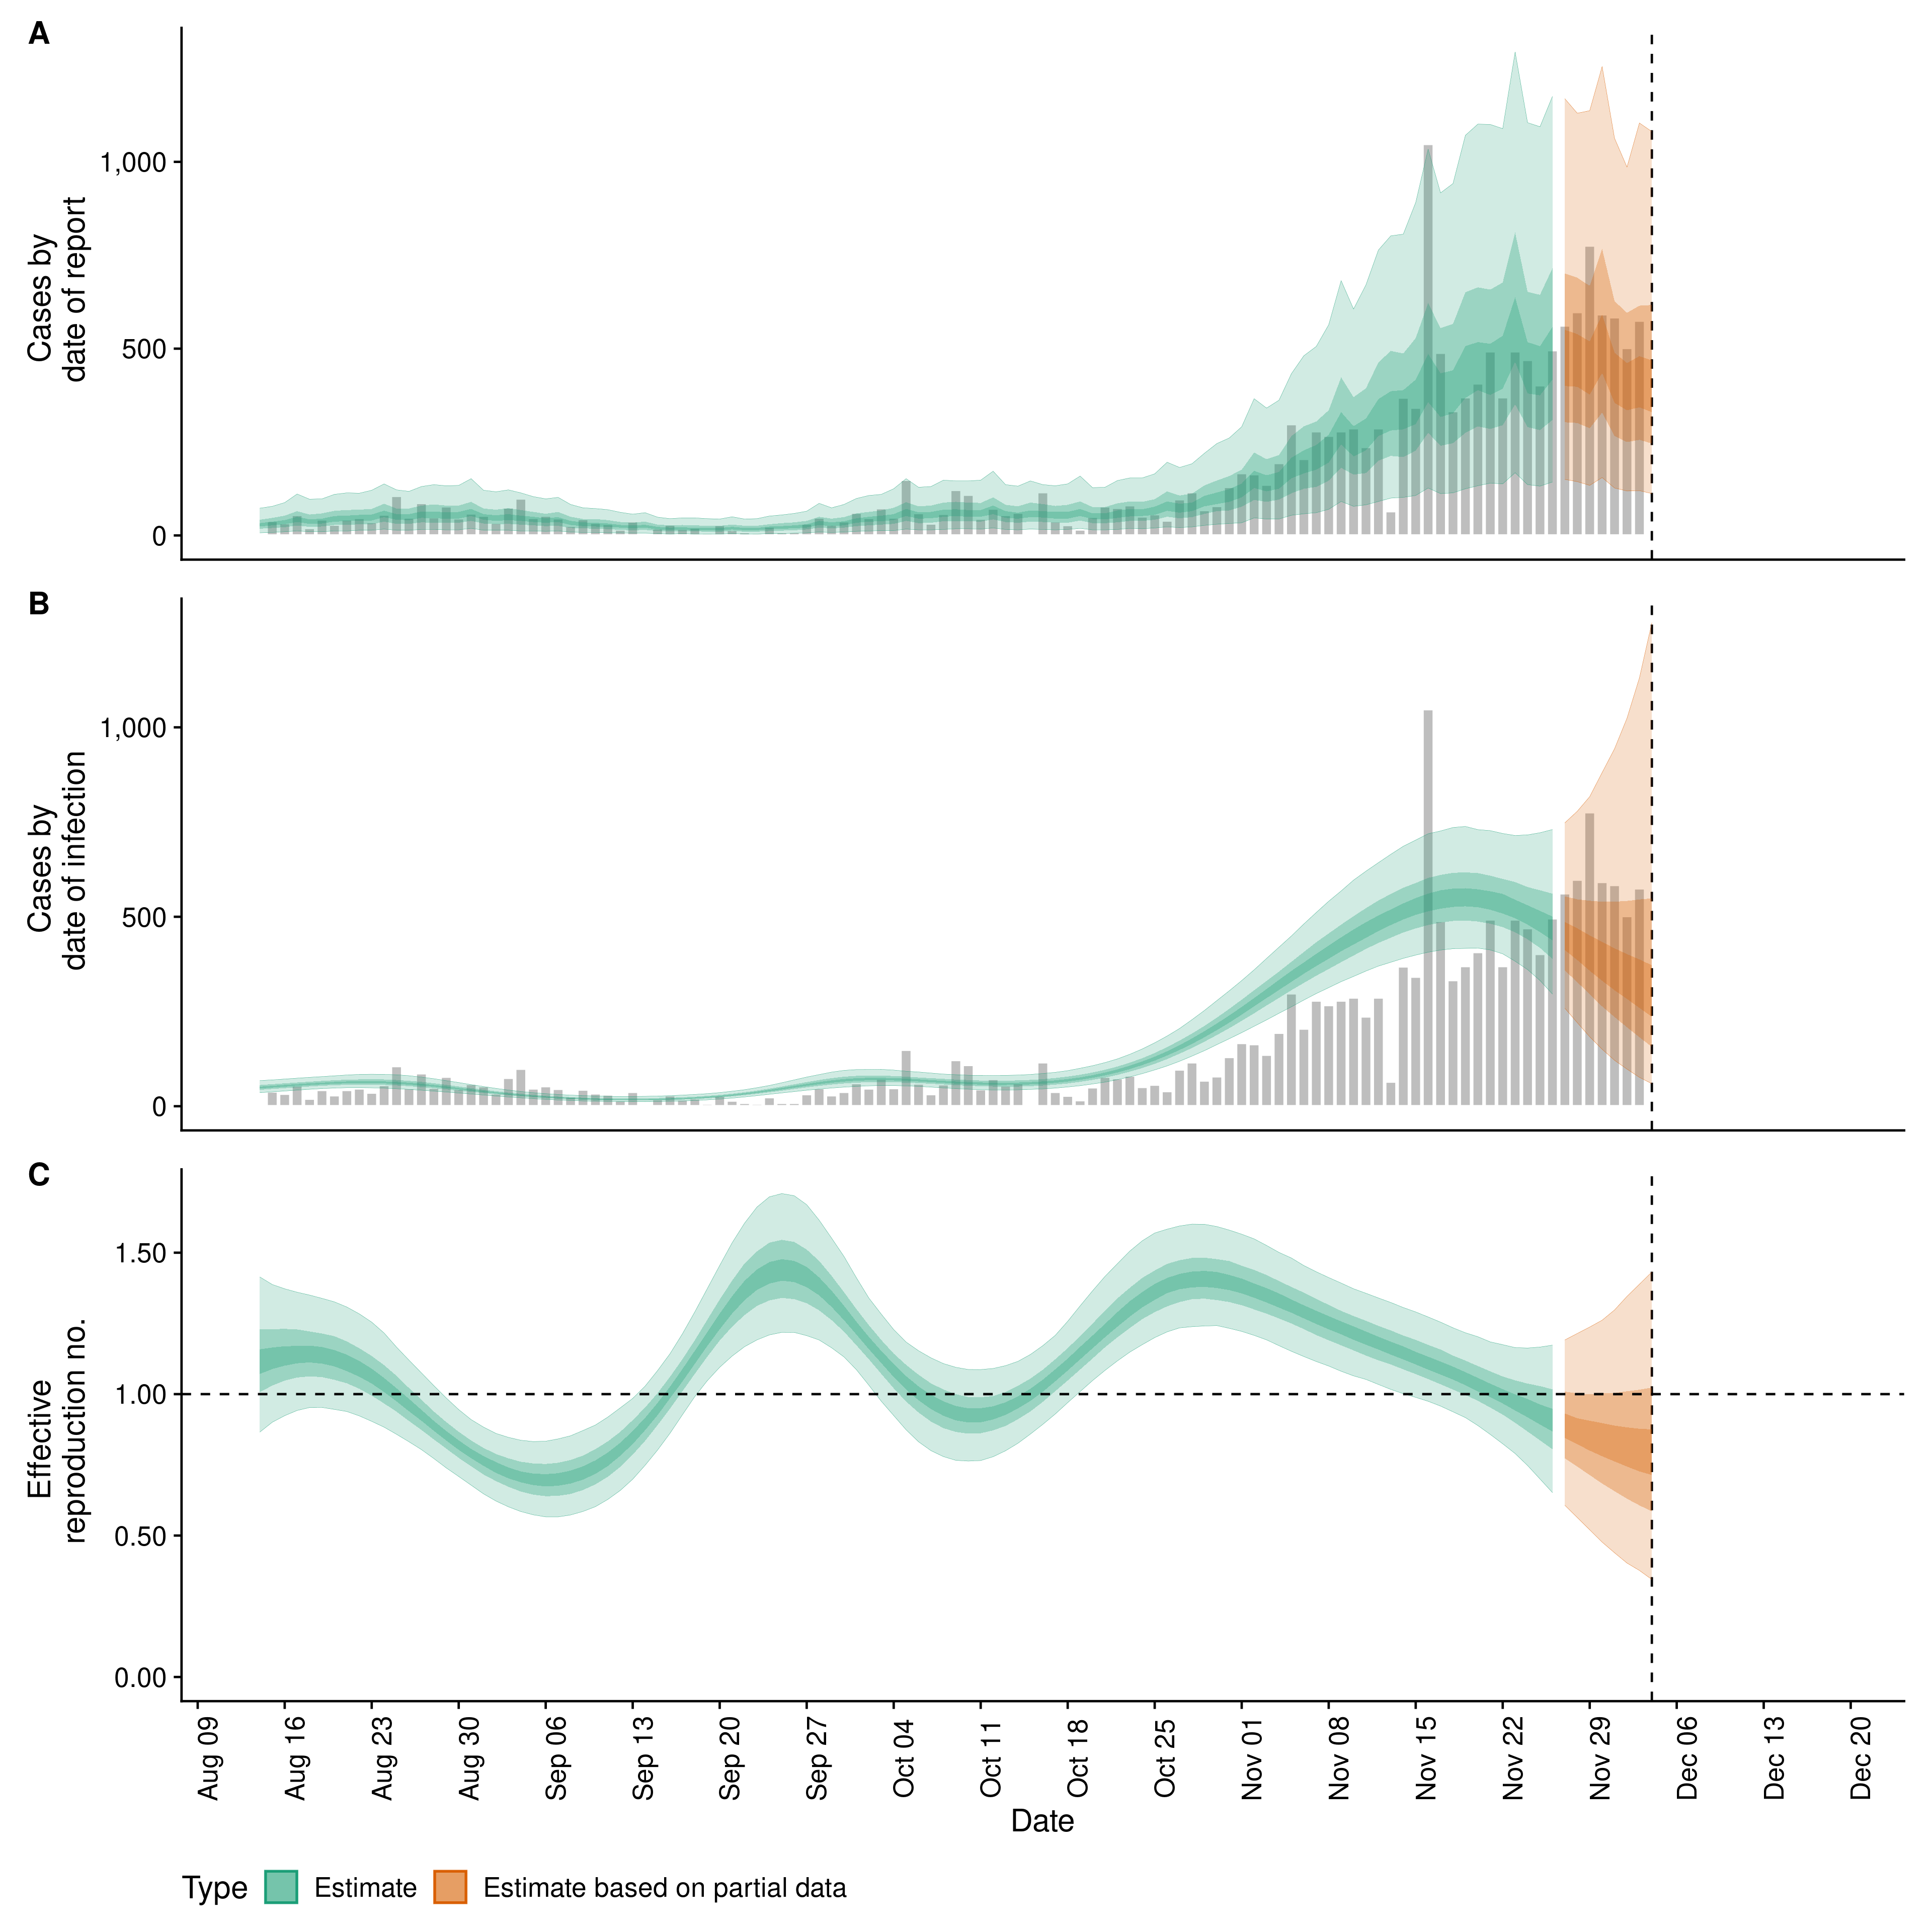 A
Cases by
date of report
1,000
500
0
B
Cases by
date of infection
1,000
500
0
C
Effective
reproduction no.
1.50
1.00
0.50
0.00
Aug 09
Aug 16
Aug 23
Aug 30
Sep 06
Sep 13
Sep 20
Sep 27
Oct 04
Oct 11
Oct 18
Oct 25
Nov 01
Nov 08
Nov 15
Nov 22
Nov 29
Dec 06
Dec 13
Dec 20
Date
Type Estimate Estimate based on partial data